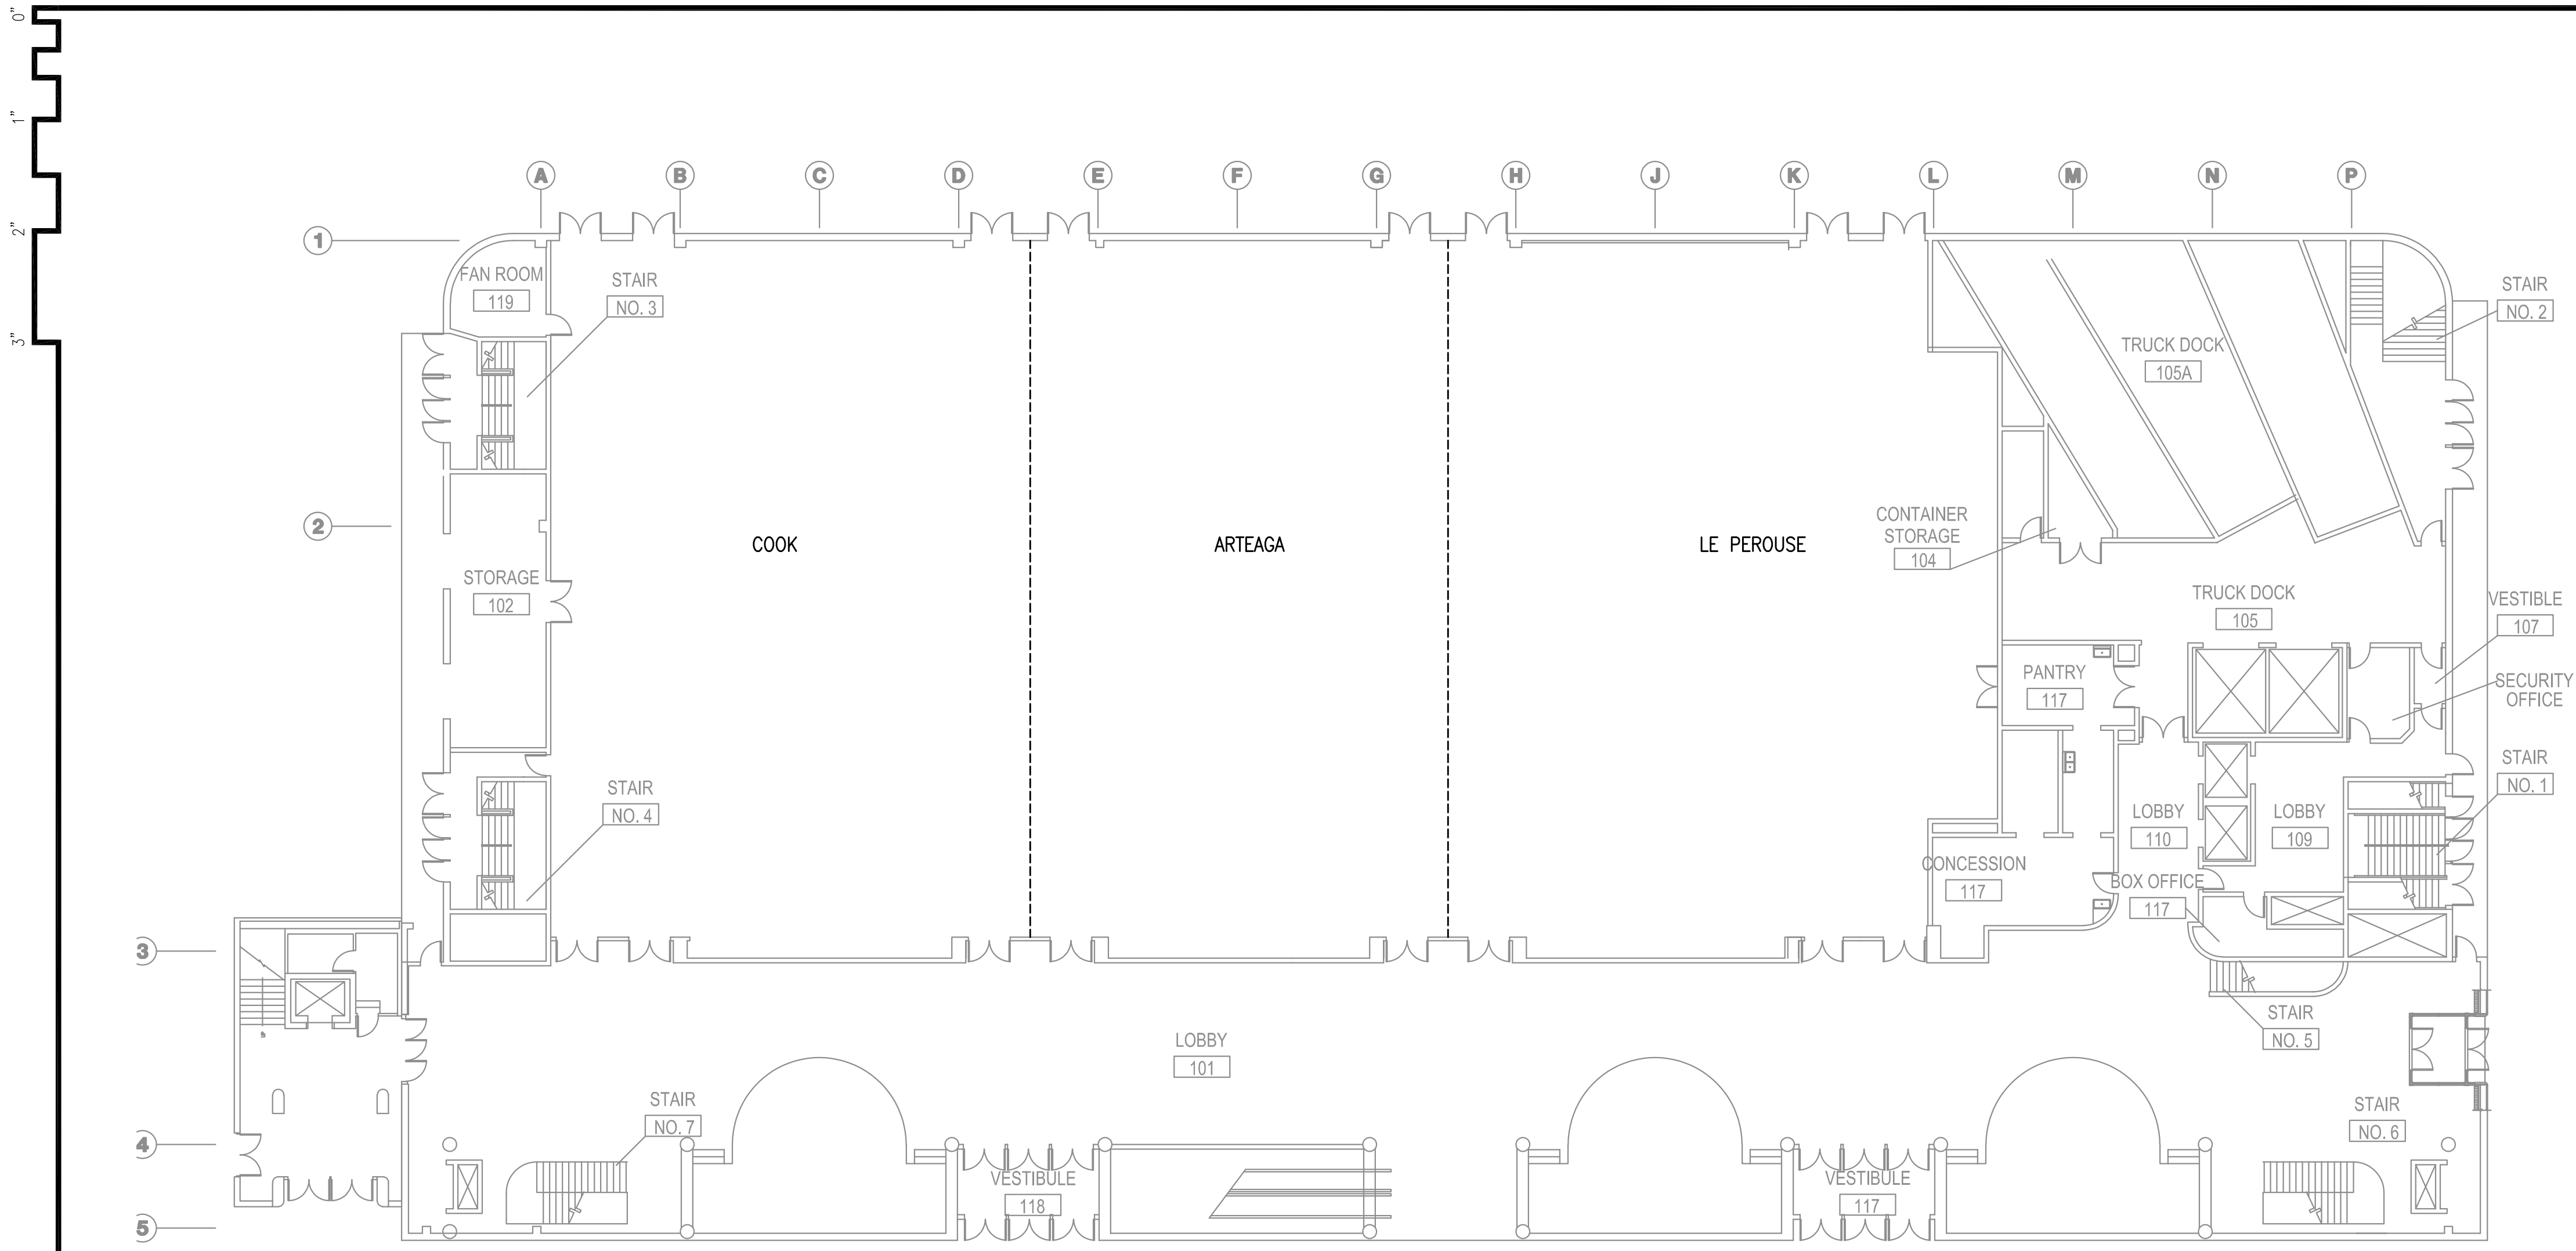 0"
1"
2"
3"
A B C D E F G H J K L M N P
1
2
3
4
5
FAN ROOM
119
STAIR
NO. 3
STAIR
NO. 2
TRUCK DOCK
105A
COOK
ARTEAGA
LE PEROUSE
CONTAINER
STORAGE
104
STORAGE
102
TRUCK DOCK
105
VESTIBLE
107
PANTRY
117
SECURITY
OFFICE
STAIR
NO. 4
STAIR
NO. 1
LOBBY
110
LOBBY
109
CONCESSION
117
BOX OFFICE
117
STAIR
NO. 5
LOBBY
101
STAIR
NO. 7
STAIR
NO. 6
VESTIBULE
118
VESTIBULE
117